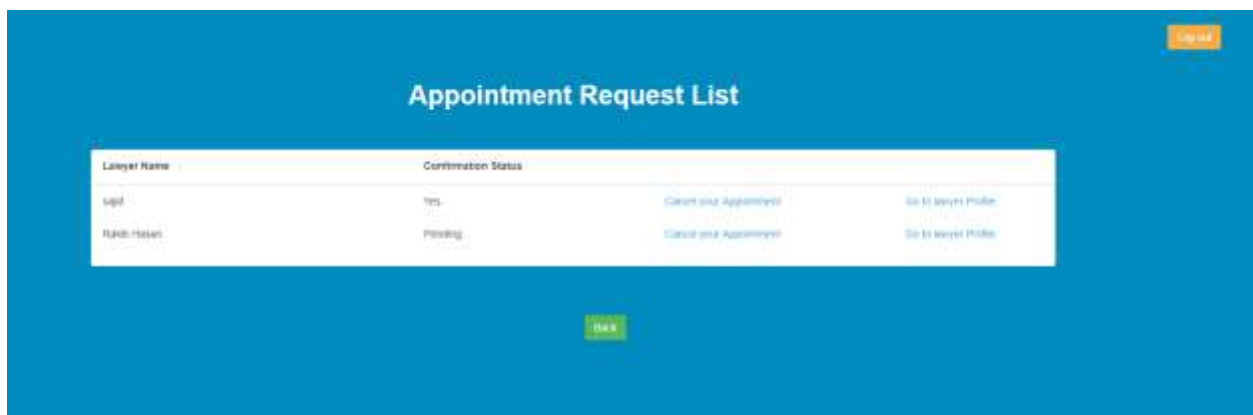 Log out
Appointment Request List
Lawyer Name Confirmation Status
sajid Yes Cancel your Appointment Go to lawyer Profile
Rakib Hasan Pending Cancel your Appointment Go to lawyer Profile
Back